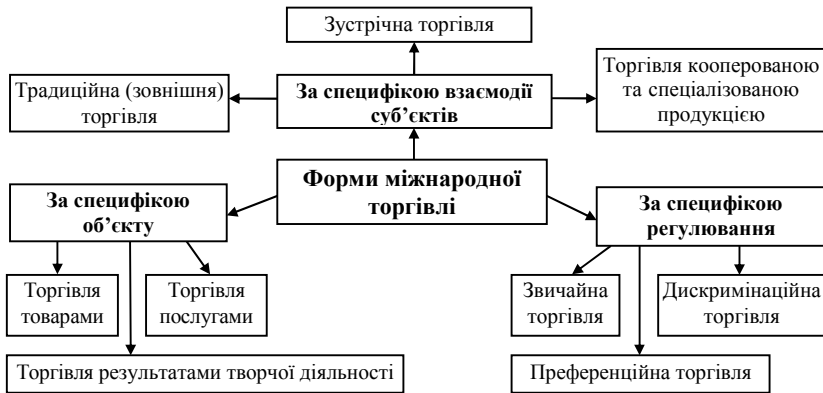 Зустрічна торгівля
Традиційна (зовнішня)
торгівля
За специфікою взаємодії
суб’єктів
Торгівля кооперованою
та спеціалізованою
продукцією
Форми міжнародної
торгівлі
За специфікою
об’єкту
За специфікою
регулювання
Торгівля
товарами
Торгівля
послугами
Звичайна
торгівля
Дискримінаційна
торгівля
Торгівля результатами творчої діяльності
Преференційна торгівля